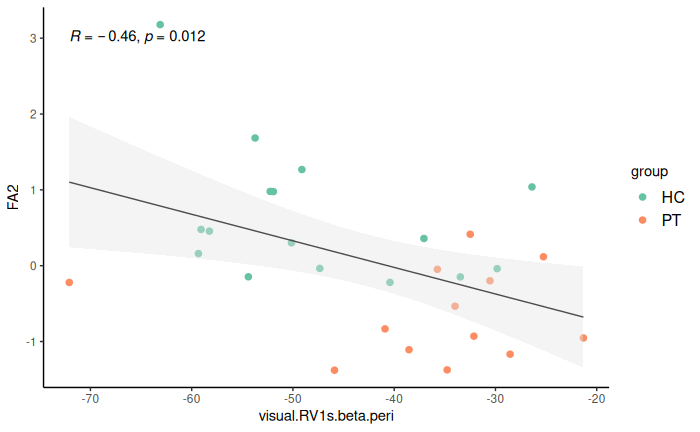 R = −0.46, p = 0.012
3
2
1
0
-1
FA2
-70
-60
-50
-40
-30
-20
visual.RV1s.beta.peri
group
HC
PT